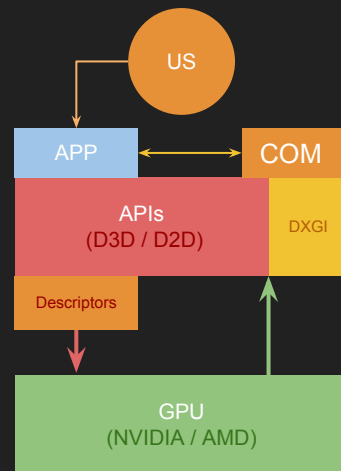 US
APP
COM
APIs
(D3D / D2D)
DXGI
Descriptors
GPU
(NVIDIA / AMD)